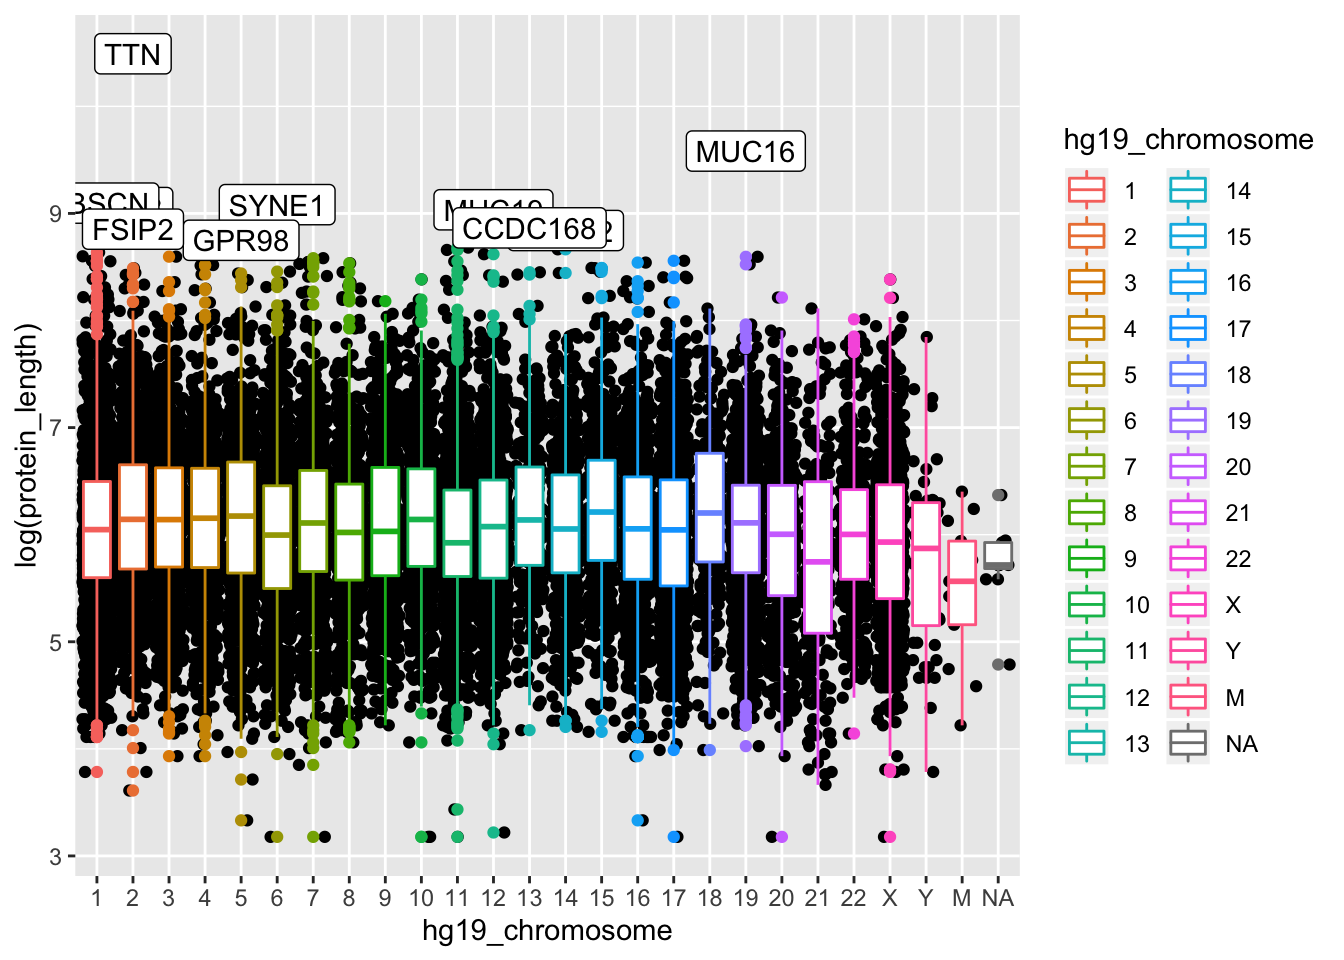 TTN
MUC16
SYNE1
FSIP2
GPR98
CCDC168
log(protein_length)
9
7
5
3
1 2 3 4 5 6 7 8 9 10 11 12 13 14 15 16 17 18 19 20 21 22 X Y M NA
hg19_chromosome
hg19_chromosome
1
2
3
4
5
6
7
8
9
10
11
12
13
14
15
16
17
18
19
20
21
22
X
Y
M
NA